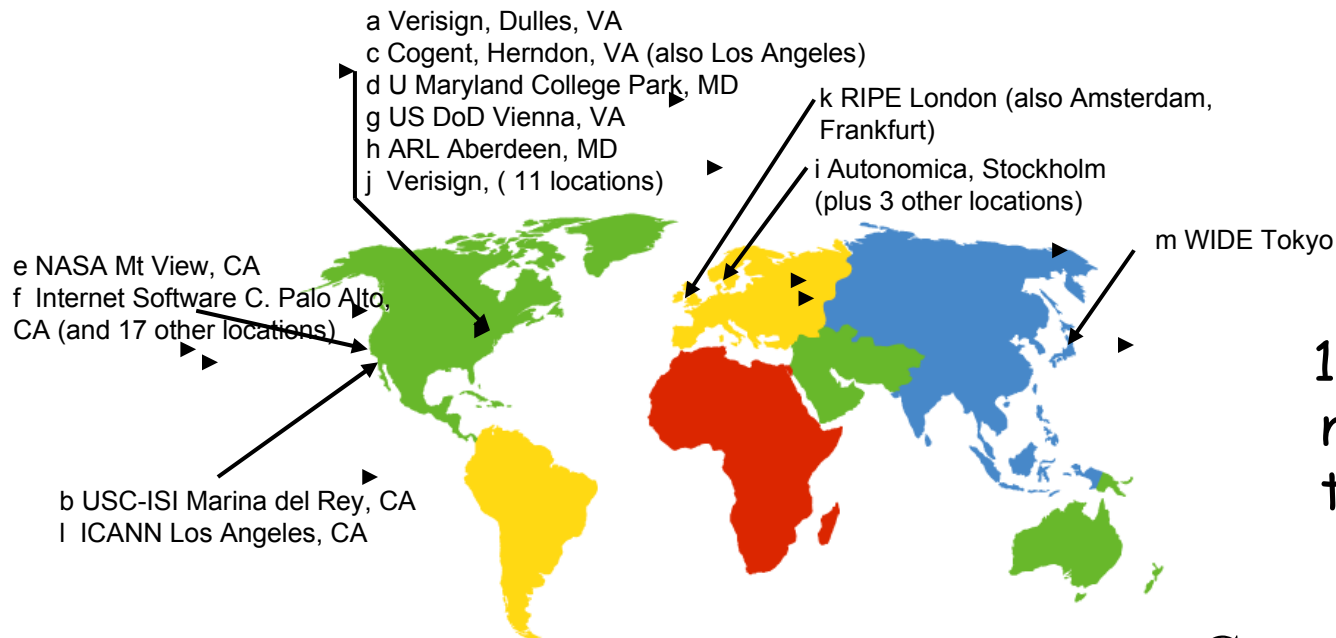 a Verisign, Dulles, VA
c Cogent, Herndon, VA (also Los Angeles)
d U Maryland College Park, MD
g US DoD Vienna, VA
h ARL Aberdeen, MD
j Verisign, ( 11 locations)
k RIPE London (also Amsterdam,
Frankfurt)
i Autonomica, Stockholm
(plus 3 other locations)
m WIDE Tokyo
e NASA Mt View, CA
f Internet Software C. Palo Alto,
CA (and 17 other locations)
b USC-ISI Marina del Rey, CA
l ICANN Los Angeles, CA
1